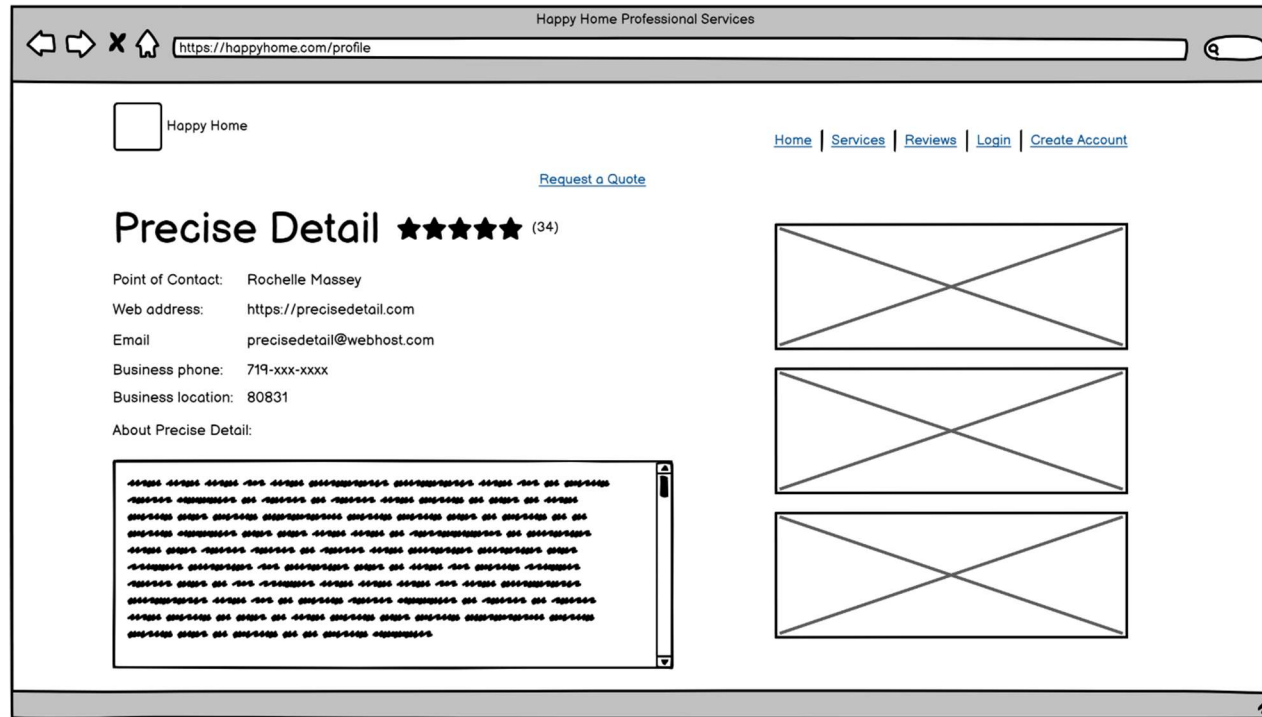 Happy Home Professional Services
https://happyhome.com/profile
Happy Home
Home | Services | Reviews | Login | Create Account
Request a Quote
Precise Detail ★★★★★ (34)
Point of Contact: Rochelle Massey
Web address: https://precisedetail.com
Email precisedetail@webhost.com
Business phone: 719-xxx-xxxx
Business location: 80831
About Precise Detail: